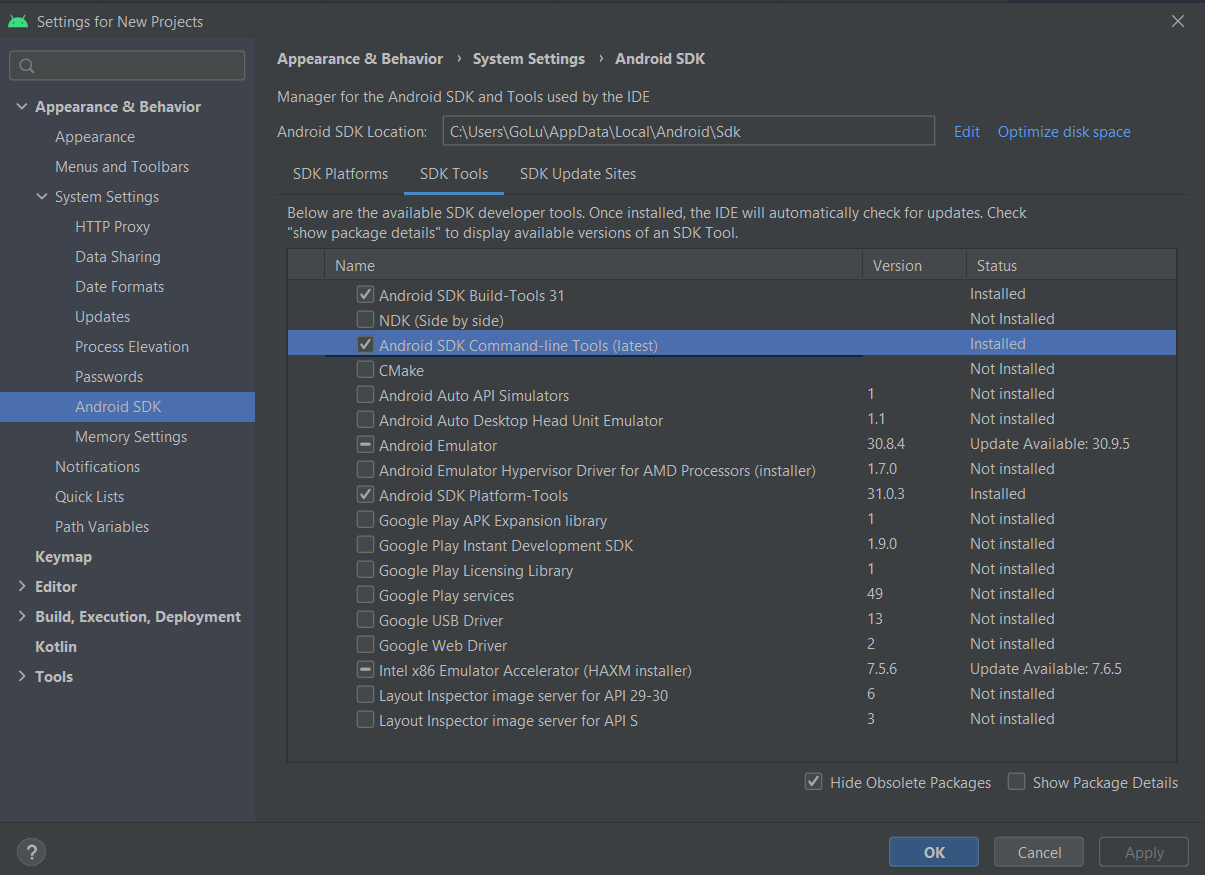 Settings for New Projects
Appearance & Behavior
Appearance
Menus and Toolbars
System Settings
HTTP Proxy
Data Sharing
Date Formats
Updates
Process Elevation
Passwords
Android SDK
Memory Settings
Notifications
Quick Lists
Path Variables
Keymap
Editor
Build, Execution, Deployment
Kotlin
Tools
Appearance & Behavior › System Settings › Android SDK
Manager for the Android SDK and Tools used by the IDE
Android SDK Location: C:\Users\GoLu\AppData\Local\Android\Sdk Edit Optimize disk space
SDK Platforms SDK Tools SDK Update Sites
Below are the available SDK developer tools. Once installed, the IDE will automatically check for updates. Check
"show package details" to display available versions of an SDK Tool.
Name Version Status
Android SDK Build-Tools 31 Installed
NDK (Side by side) Not Installed
Android SDK Command-line Tools (latest) Installed
CMake Not Installed
Android Auto API Simulators 1 Not installed
Android Auto Desktop Head Unit Emulator 1.1 Not installed
Android Emulator 30.8.4 Update Available: 30.9.5
Android Emulator Hypervisor Driver for AMD Processors (installer) 1.7.0 Not installed
Android SDK Platform-Tools 31.0.3 Installed
Google Play APK Expansion library 1 Not installed
Google Play Instant Development SDK 1.9.0 Not installed
Google Play Licensing Library 1 Not installed
Google Play services 49 Not installed
Google USB Driver 13 Not installed
Google Web Driver 2 Not installed
Intel x86 Emulator Accelerator (HAXM installer) 7.5.6 Update Available: 7.6.5
Layout Inspector image server for API 29-30 6 Not installed
Layout Inspector image server for API S 3 Not installed
Hide Obsolete Packages Show Package Details
? OK Cancel Apply